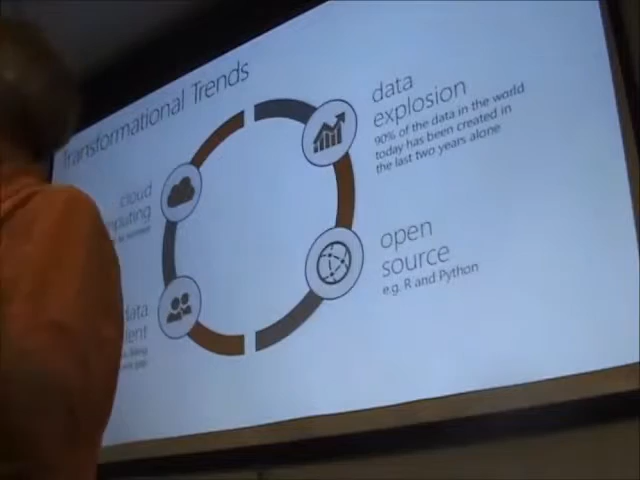 Transformational Trends
data
explosion
90% of the data in the world
today has been created in
the last two years alone
cloud
open
source
e.g. R and Python
data